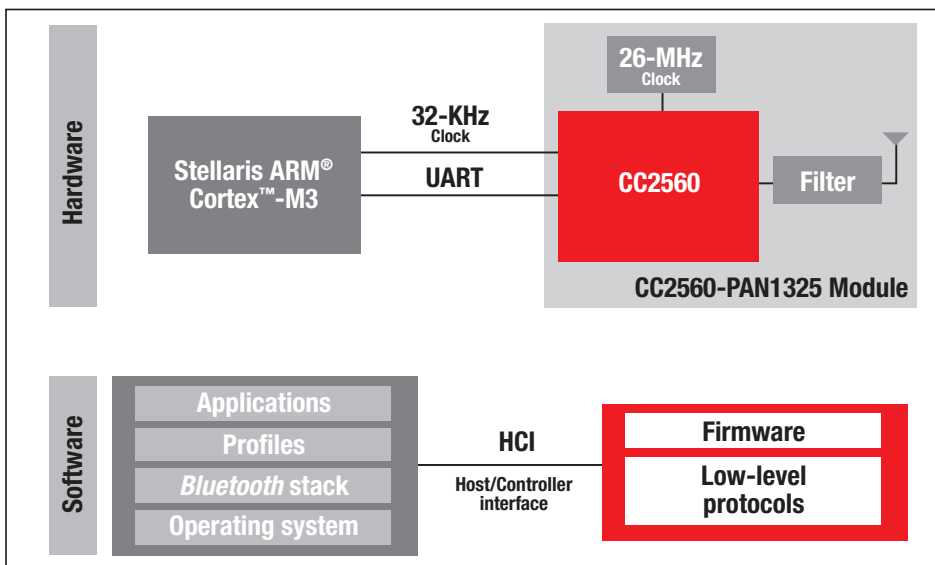 Hardware
26-MHz
Clock
32-KHz
Clock
Stellaris ARM®
Cortex™-M3
UART
CC2560
Filter
CC2560-PAN1325 Module
Software
Applications
Profiles
Bluetooth stack
Operating system
HCI
Host/Controller
interface
Firmware
Low-level
protocols